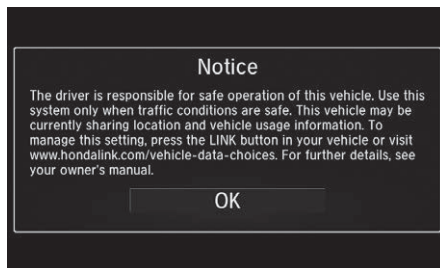 Notice
The driver is responsible for safe operation of this vehicle. Use this
system only when traffic conditions are safe. This vehicle may be
currently sharing location and vehicle usage information. To
manage this setting, press the LINK button in your vehicle or visit
www.hondalink.com/vehicle-data-choices. For further details, see
your owner's manual.
OK